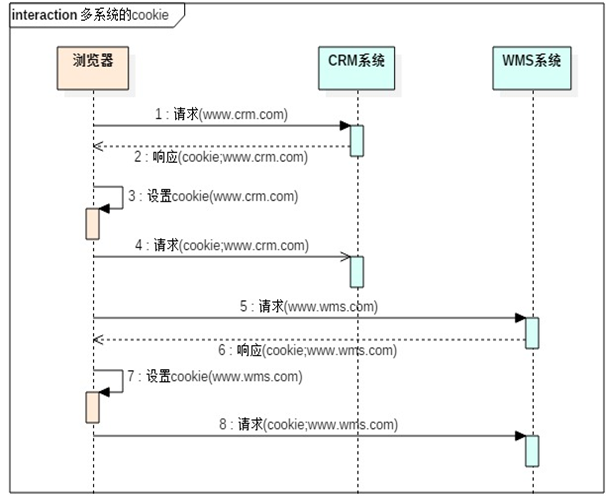 interaction 多系统的cookie
浏览器
CRM系统
WMS系统
1 : 请求(www.crm.com)
2 : 响应(cookie;www.crm.com)
3 : 设置cookie(www.crm.com)
4 : 请求(cookie;www.crm.com)
5 : 请求(www.wms.com)
6 : 响应(cookie;www.wms.com)
7 : 设置cookie(www.wms.com)
8 : 请求(cookie;www.wms.com)